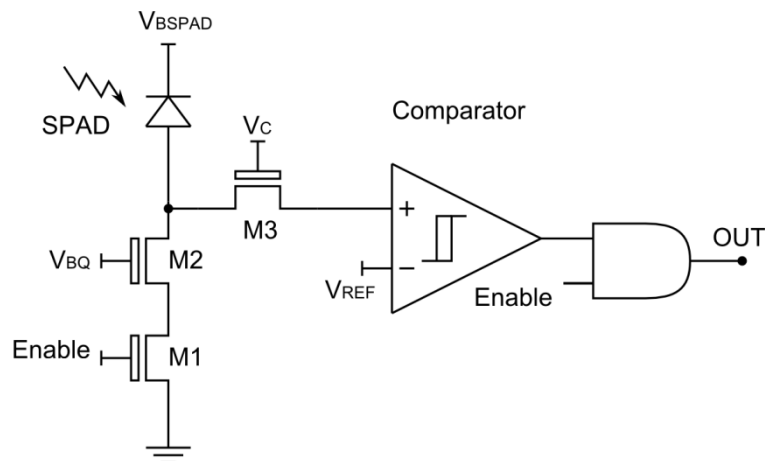 VBSPAD
SPAD
Comparator
VC
M3
+
−
VREF
VBQ
M2
Enable
M1
Enable
OUT